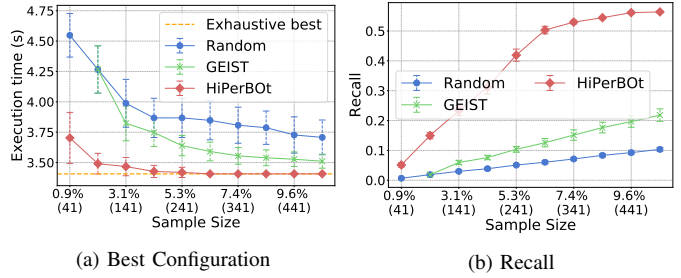 4.75
4.50
4.25
4.00
3.75
3.50
Execution time (s)
Exhaustive best
Random
GEIST
HiPerBOt
0.9% 3.1% 5.3% 7.4% 9.6%
(41) (141) (241) (341) (441)
Sample Size
(a) Best Configuration
0.5
0.4
0.3
0.2
0.1
0.0
Recall
Random
GEIST
HiPerBOt
0.9% 3.1% 5.3% 7.4% 9.6%
(41) (141) (241) (341) (441)
Sample Size
(b) Recall